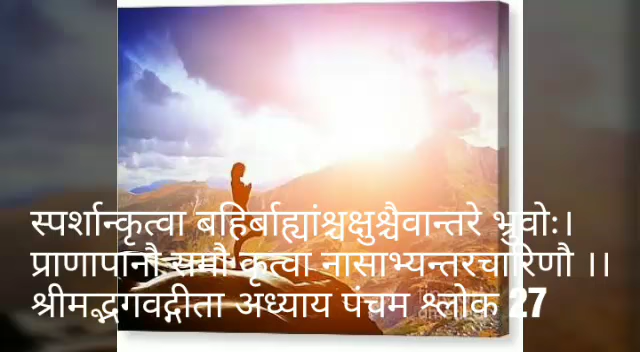 स्पर्शान्कृत्वा बहिर्बाह्यांश्चक्षुश्चैवान्तरे भ्रुवोः।
प्राणापानौ समौ कृत्वा नासाभ्यन्तरचारिणौ ।।
श्रीमद्भगवद्गीता अध्याय पंचम श्लोक 27